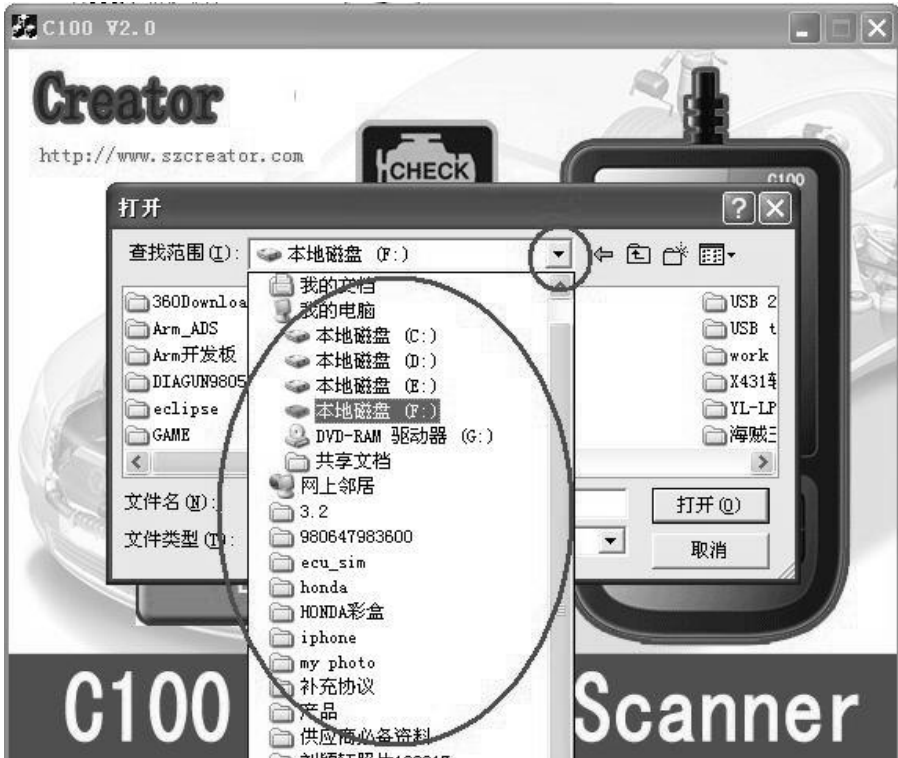 C100 V2.0
Creator
http://www.szcreator.com
CHECK
C100
打开
查找范围(I):
本地磁盘 (F:)
我的文档
我的电脑
本地磁盘 (C:)
本地磁盘 (D:)
本地磁盘 (E:)
本地磁盘 (F:)
DVD-RAM 驱动器 (G:)
共享文档
网上邻居
3.2
980647983600
ecu_sim
honda
HONDA彩盒
iphone
my photo
补充协议
产品
供应商必备资料
360Downloa
Arm_ADS
Arm开发板
DIAGUN9805
eclipse
GAME
USB 2
USB t
work
X431
YL-LP
海贼
文件名(N):
打开(O)
文件类型(T):
取消
C100 Scanner